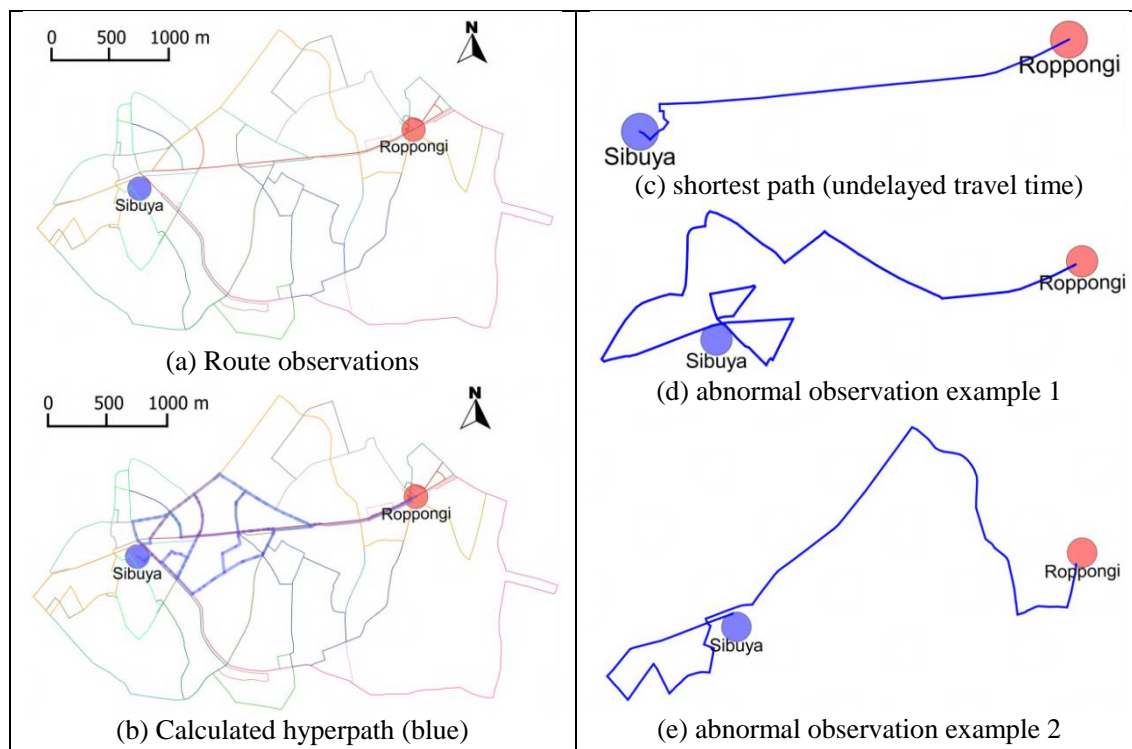 0 500 1000 m
N
Roppongi
Sibuya
(a) Route observations
0 500 1000 m
N
Roppongi
Sibuya
(b) Calculated hyperpath (blue)
Roppongi
Sibuya
(c) shortest path (undelayed travel time)
Roppongi
Sibuya
(d) abnormal observation example 1
Roppongi
Sibuya
(e) abnormal observation example 2